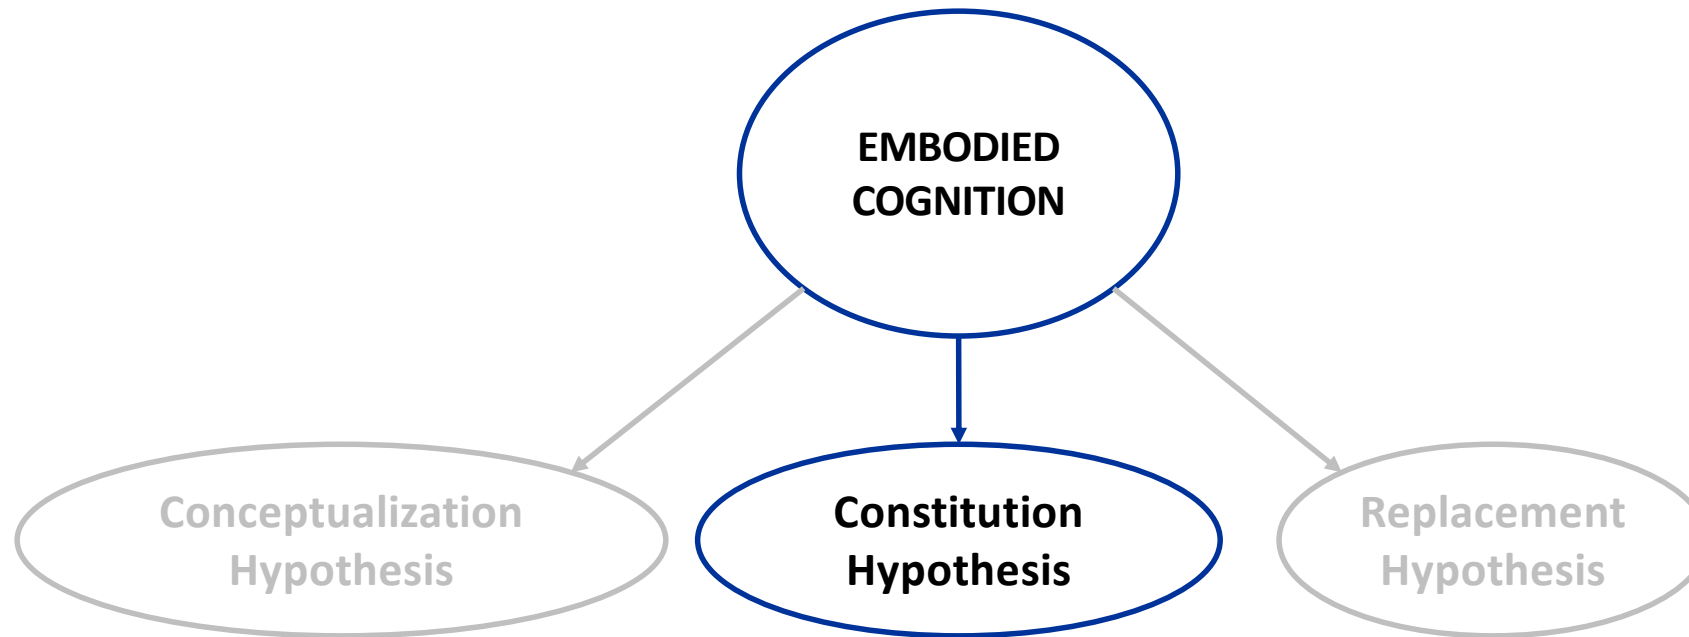 EMBODIED
COGNITION
Conceptualization
Hypothesis
Constitution
Hypothesis
Replacement
Hypothesis